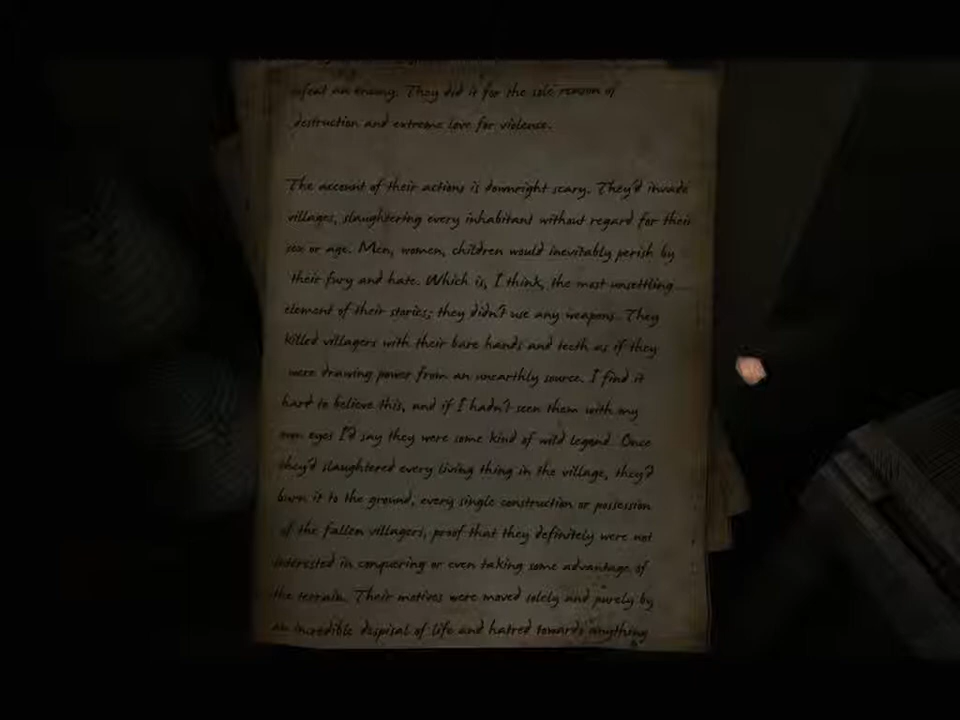 defeat an enemy. They did it for the sole reason of
destruction and extreme love for violence.
The account of their actions is downright scary. They'd invade
villages, slaughtering every inhabitant without regard for their
sex or age. Men, women, children would inevitably perish by
their fury and hate. Which is, I think, the most unsettling
element of their stories; they didn't use any weapons. They
killed villagers with their bare hands and teeth as if they
were drawing power from an unearthly source. I find it
hard to believe this, and if I hadn't seen them with my
own eyes I'd say they were some kind of wild legend. Once
they'd slaughtered every living thing in the village, they'd
burn it to the ground, every single construction or possession
of the fallen villagers, proof that they definitely were not
interested in conquering or even taking some advantage of
the terrain. Their motives were moved solely and purely by
an incredible despisal of life and hatred towards anything